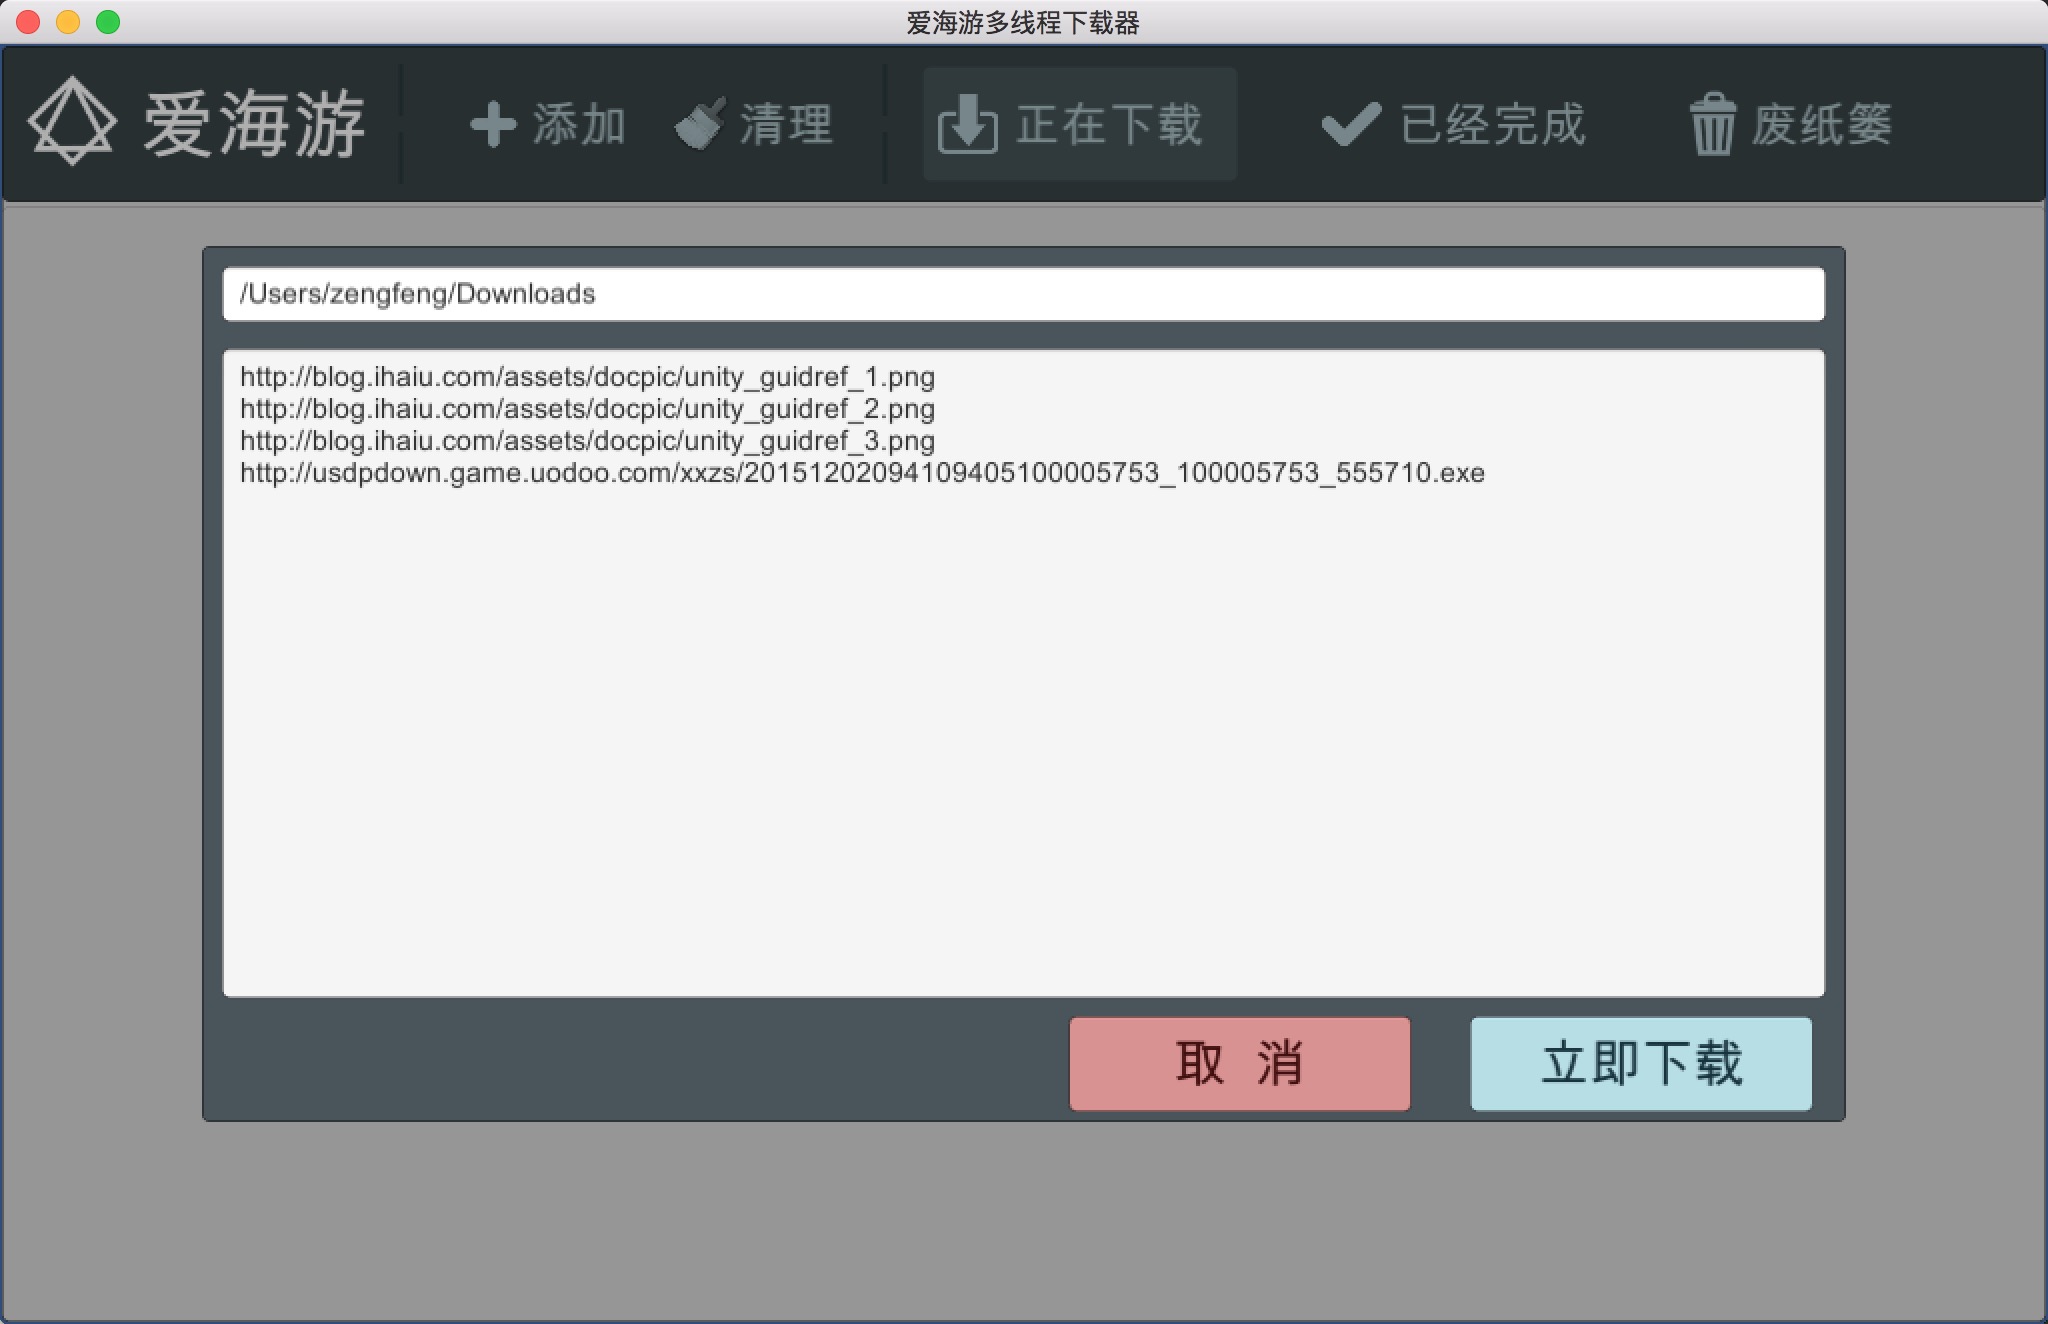 爱海游多线程下载器
爱海游 添加 清理 正在下载 已经完成 废纸篓
/Users/zengfeng/Downloads
http://blog.ihaiu.com/assets/docpic/unity_guidref_1.png
http://blog.ihaiu.com/assets/docpic/unity_guidref_2.png
http://blog.ihaiu.com/assets/docpic/unity_guidref_3.png
http://usdpdown.game.uodoo.com/xxzs/20151202094109405100005753_100005753_555710.exe
取 消 立即下载